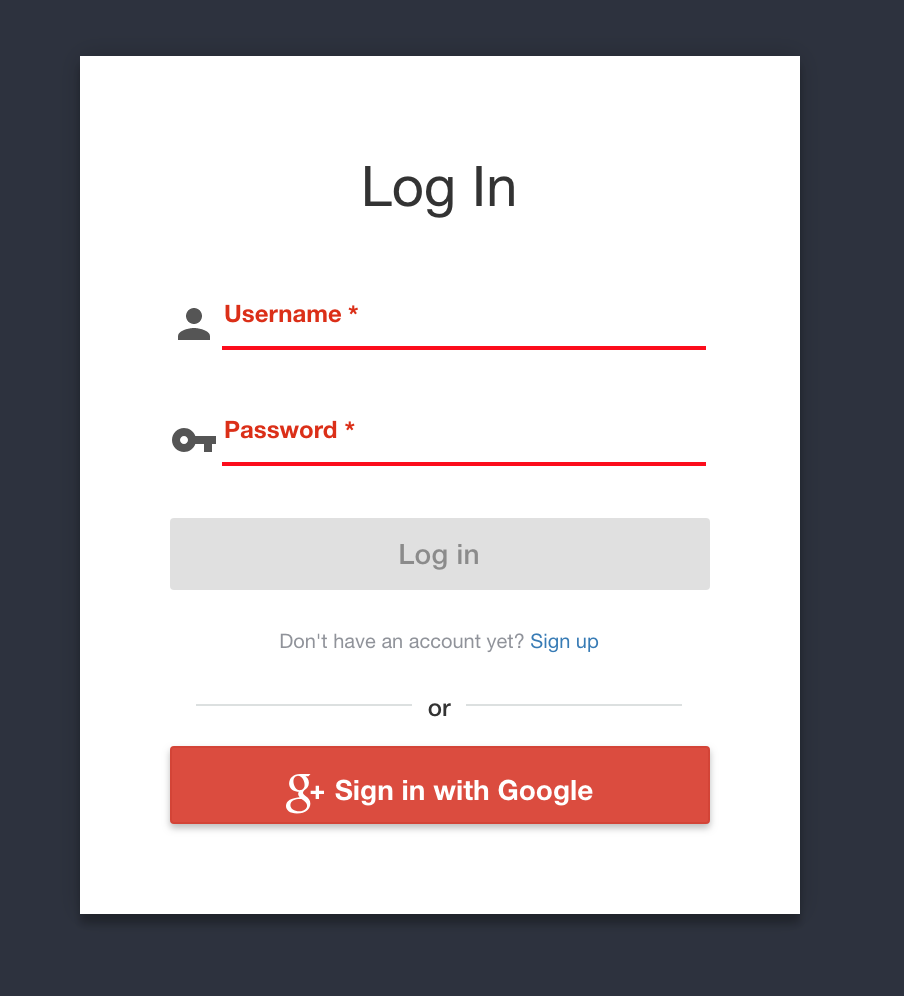 Log In
Username *
Password *
Log in
Don't have an account yet? Sign up
or
g+ Sign in with Google